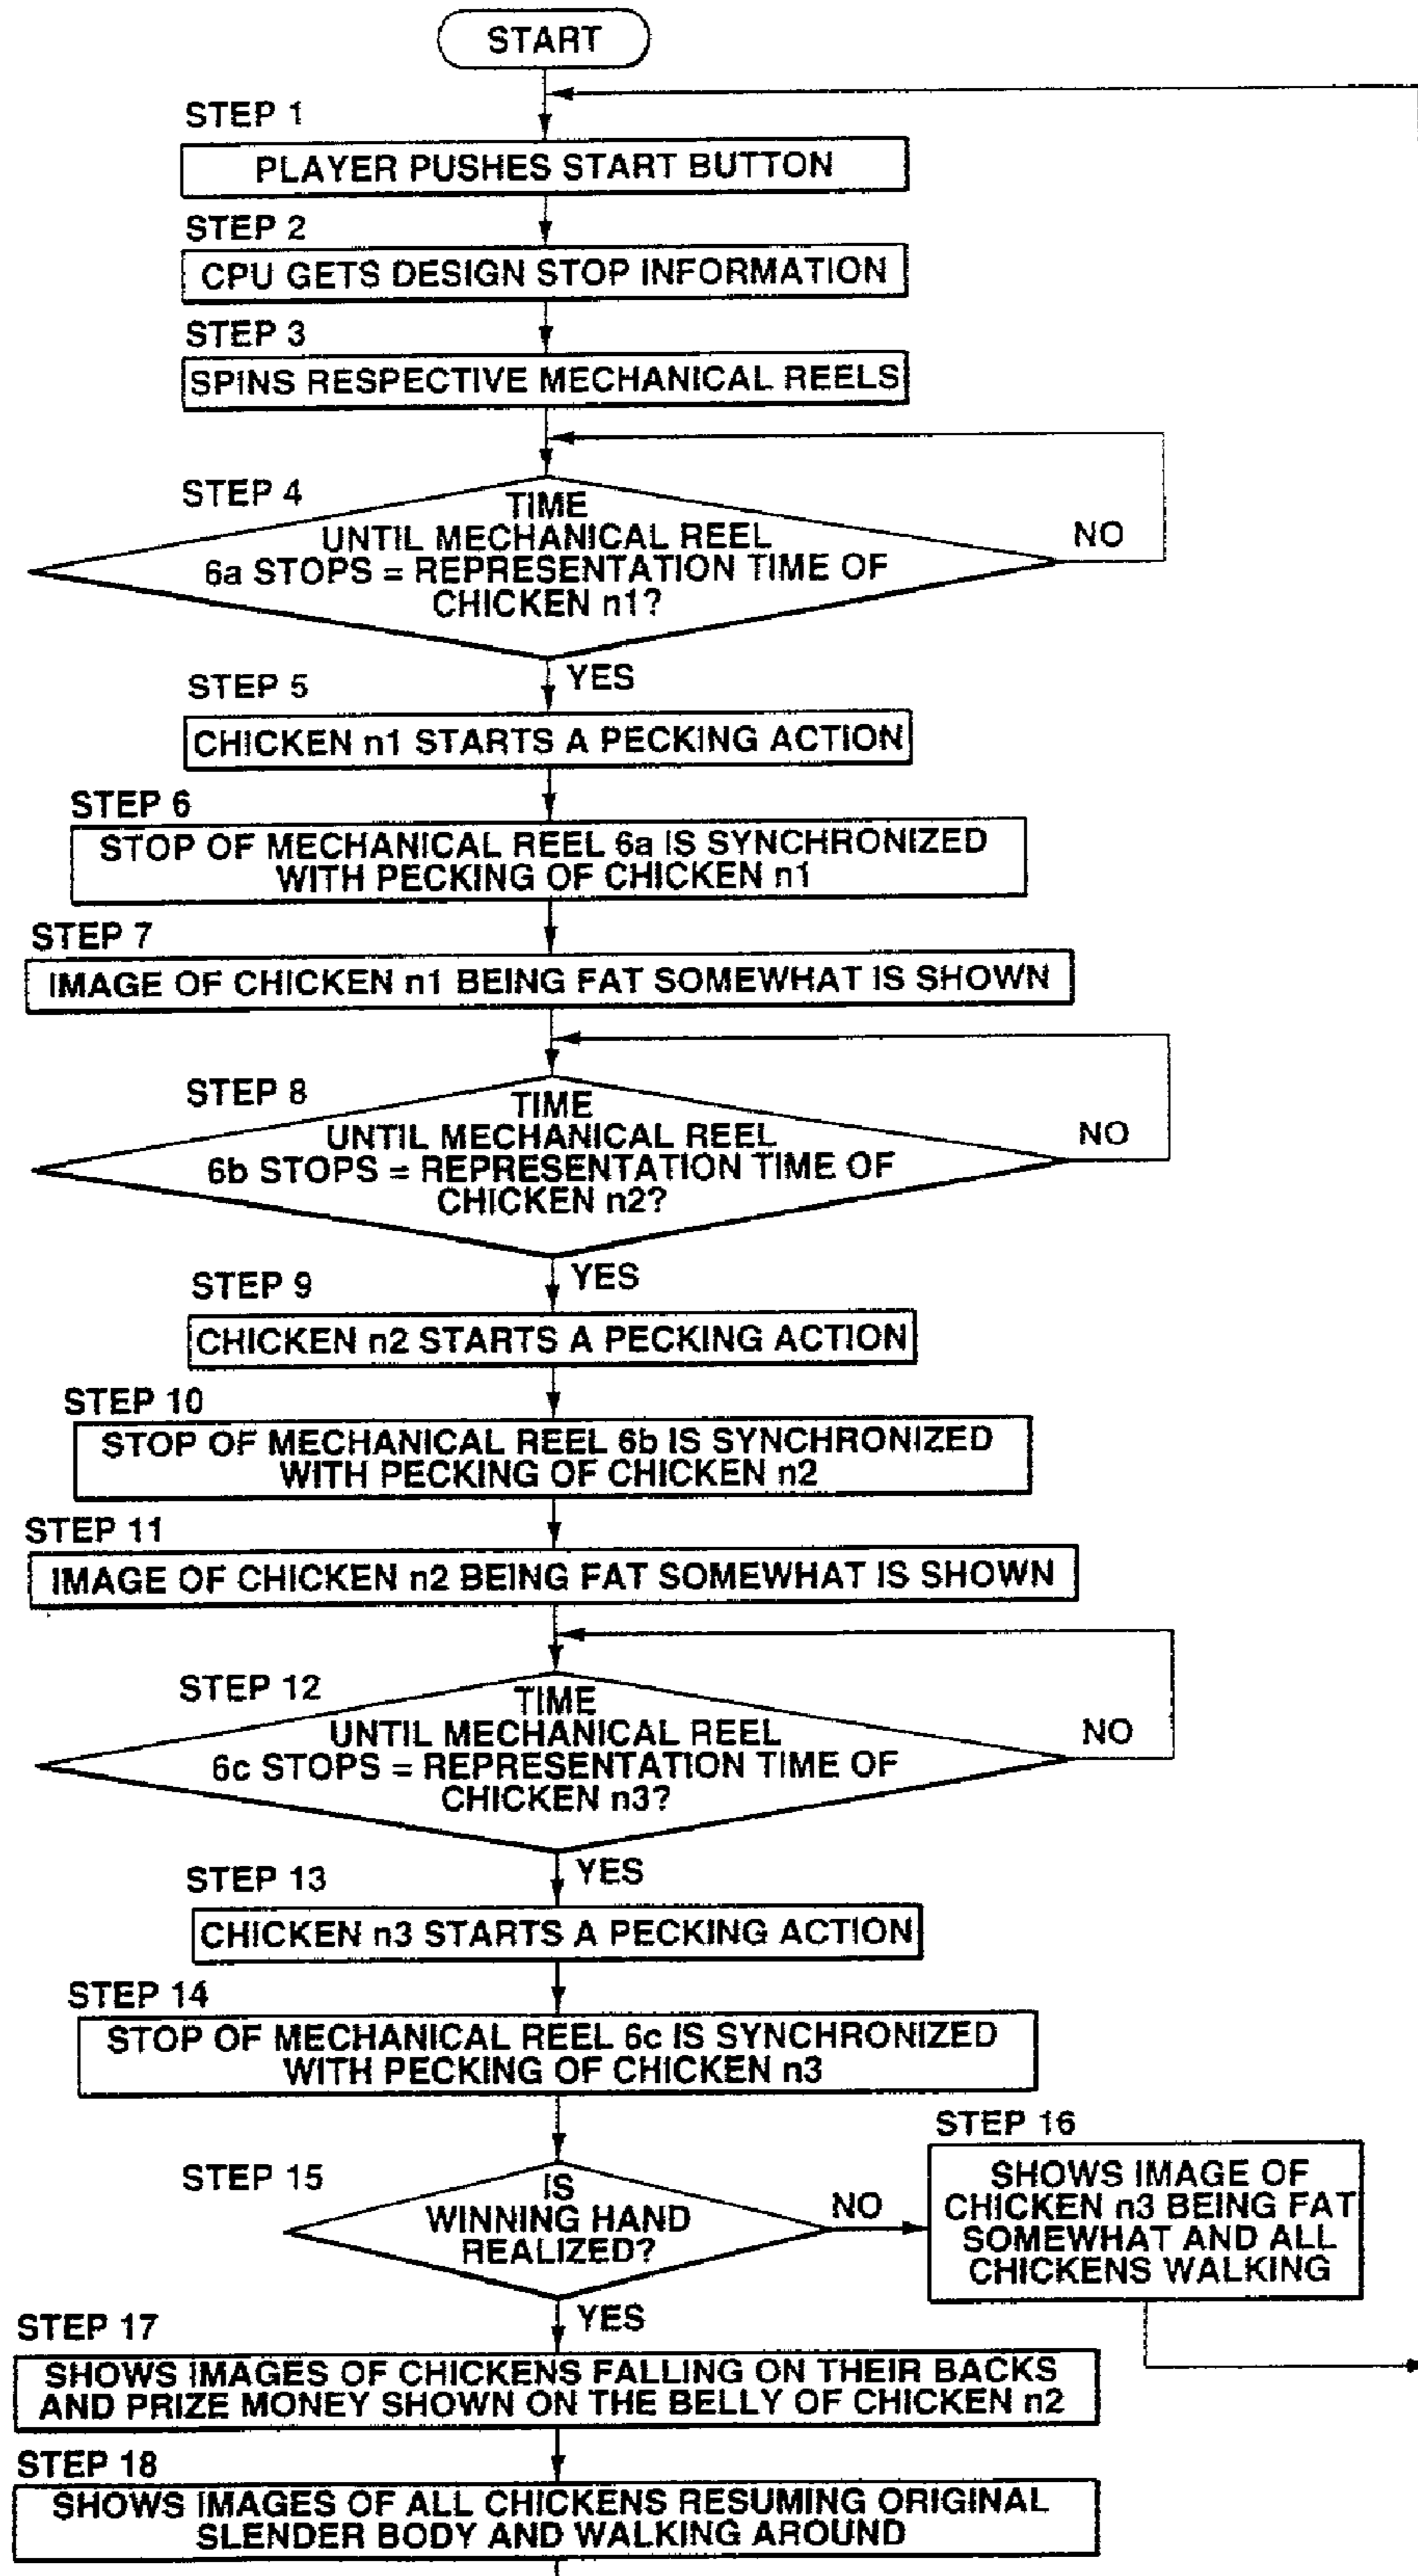 START
STEP 1
PLAYER PUSHES START BUTTON
STEP 2
CPU GETS DESIGN STOP INFORMATION
STEP 3
SPINS RESPECTIVE MECHANICAL REELS
STEP 4
TIME
UNTIL MECHANICAL REEL
6a STOPS = REPRESENTATION TIME OF
CHICKEN n1?
NO
YES
STEP 5
CHICKEN n1 STARTS A PECKING ACTION
STEP 6
STOP OF MECHANICAL REEL 6a IS SYNCHRONIZED
WITH PECKING OF CHICKEN n1
STEP 7
IMAGE OF CHICKEN n1 BEING FAT SOMEWHAT IS SHOWN
STEP 8
TIME
UNTIL MECHANICAL REEL
6b STOPS = REPRESENTATION TIME OF
CHICKEN n2?
NO
YES
STEP 9
CHICKEN n2 STARTS A PECKING ACTION
STEP 10
STOP OF MECHANICAL REEL 6b IS SYNCHRONIZED
WITH PECKING OF CHICKEN n2
STEP 11
IMAGE OF CHICKEN n2 BEING FAT SOMEWHAT IS SHOWN
STEP 12
TIME
UNTIL MECHANICAL REEL
6c STOPS = REPRESENTATION TIME OF
CHICKEN n3?
NO
YES
STEP 13
CHICKEN n3 STARTS A PECKING ACTION
STEP 14
STOP OF MECHANICAL REEL 6c IS SYNCHRONIZED
WITH PECKING OF CHICKEN n3
STEP 15
IS
WINNING HAND
REALIZED?
NO
YES
STEP 16
SHOWS IMAGE OF
CHICKEN n3 BEING FAT
SOMEWHAT AND ALL
CHICKENS WALKING
STEP 17
SHOWS IMAGES OF CHICKENS FALLING ON THEIR BACKS
AND PRIZE MONEY SHOWN ON THE BELLY OF CHICKEN n2
STEP 18
SHOWS IMAGES OF ALL CHICKENS RESUMING ORIGINAL
SLENDER BODY AND WALKING AROUND